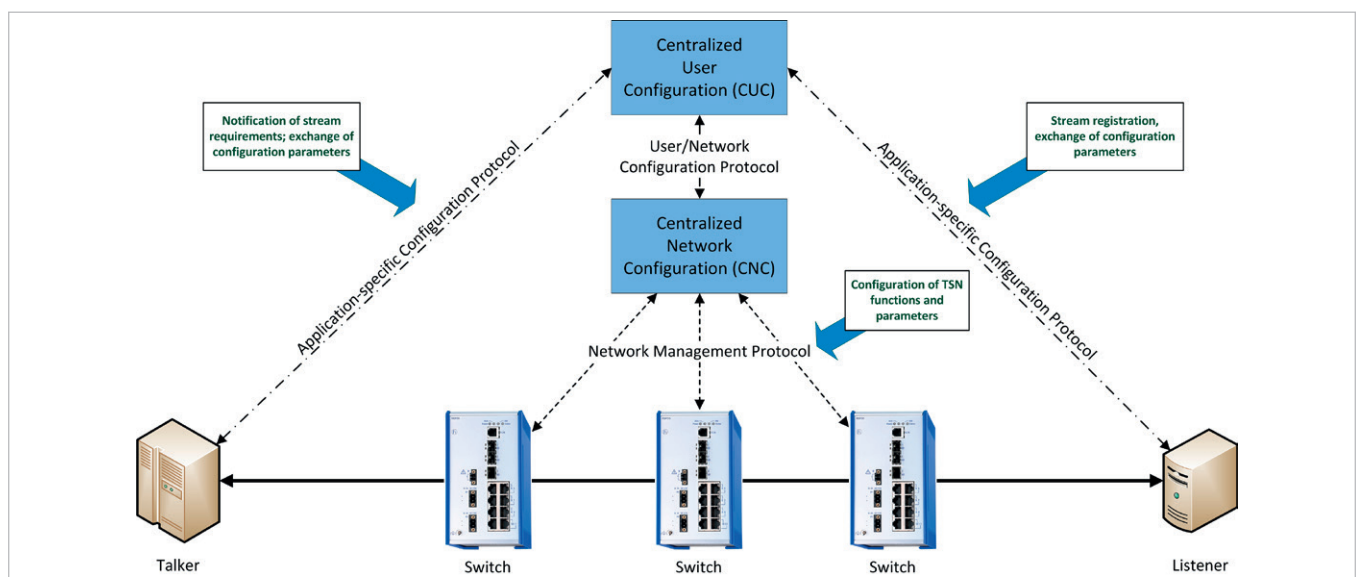 Centralized
User
Configuration (CUC)
Notification of stream
requirements; exchange of
configuration parameters
Stream registration,
exchange of configuration
parameters
User/Network
Configuration Protocol
Application-specific Configuration Protocol
Application-specific Configuration Protocol
Centralized
Network
Configuration (CNC)
Configuration of TSN
functions and
parameters
Network Management Protocol
Talker
Switch
Switch
Switch
Listener